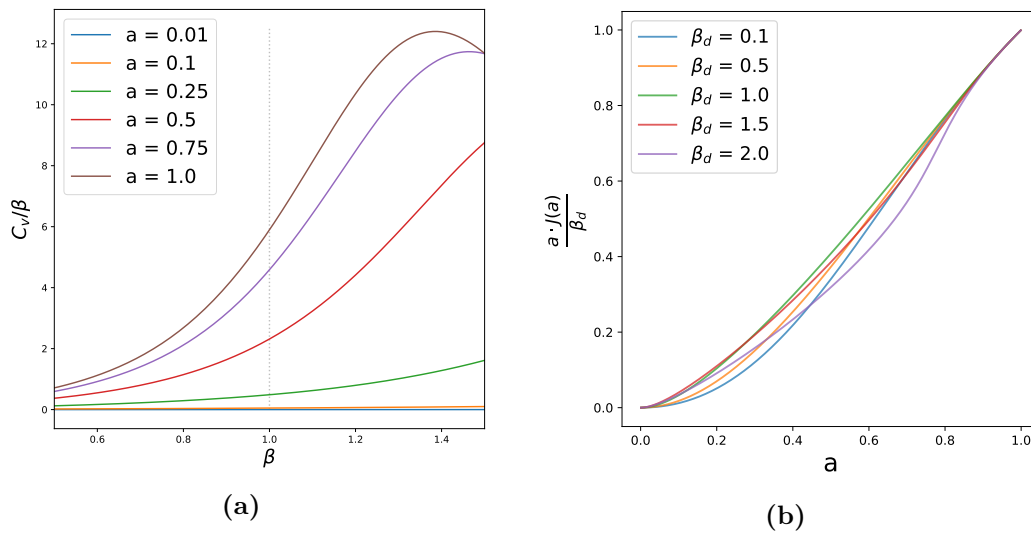 a = 0.01
a = 0.1
a = 0.25
a = 0.5
a = 0.75
a = 1.0
C_v/β
12
10
8
6
4
2
0
0.6 0.8 1.0 1.2 1.4
β
(a)
β_d = 0.1
β_d = 0.5
β_d = 1.0
β_d = 1.5
β_d = 2.0
a · J(a)
β_d
1.0
0.8
0.6
0.4
0.2
0.0
0.0 0.2 0.4 0.6 0.8 1.0
a
(b)